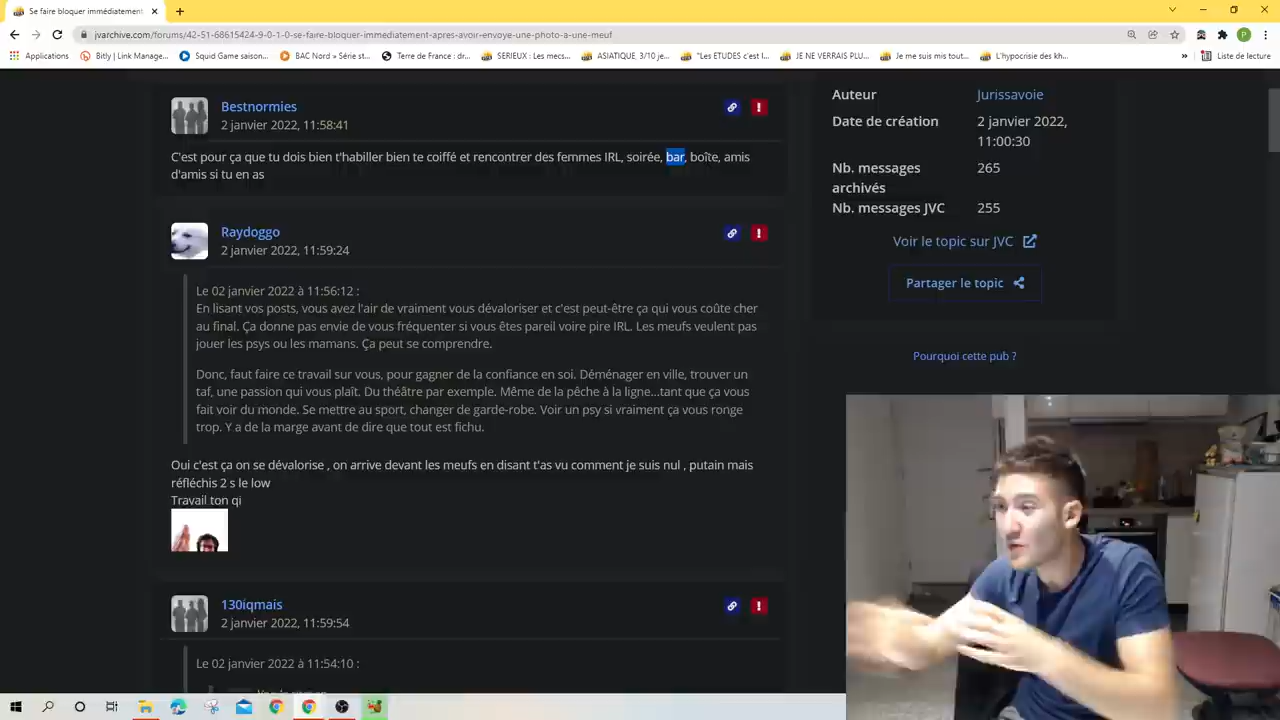 Se faire bloquer immédiatement
jvarchive.com/forums/42-51-68615424-9-0-1-0-se-faire-bloquer-immediatement-apres-avoir-envoye-une-photo-a-une-meuf
Applications
Bitly | Link Manage...
Squid Game saison...
BAC Nord » Série st...
Terre de France : dr...
SERIEUX : Les mecs...
ASIATIQUE, 3/10 je...
"Les ETUDES c'est l...
JE NE VERRAIS PLU...
Je me suis mis tout...
L'hypocrisie des kh...
»
Liste de lecture
Bestnormies
2 janvier 2022, 11:58:41
C'est pour ça que tu dois bien t'habiller bien te coiffé et rencontrer des femmes IRL, soirée, bar, boîte, amis
d'amis si tu en as
Raydoggo
2 janvier 2022, 11:59:24
Le 02 janvier 2022 à 11:56:12 :
En lisant vos posts, vous avez l'air de vraiment vous dévaloriser et c'est peut-être ça qui vous coûte cher
au final. Ça donne pas envie de vous fréquenter si vous êtes pareil voire pire IRL. Les meufs veulent pas
jouer les psys ou les mamans. Ça peut se comprendre.
Donc, faut faire ce travail sur vous, pour gagner de la confiance en soi. Déménager en ville, trouver un
taf, une passion qui vous plaît. Du théâtre par exemple. Même de la pêche à la ligne...tant que ça vous
fait voir du monde. Se mettre au sport, changer de garde-robe. Voir un psy si vraiment ça vous ronge
trop. Y a de la marge avant de dire que tout est fichu.
Oui c'est ça on se dévalorise , on arrive devant les meufs en disant t'as vu comment je suis nul , putain mais
réfléchis 2 s le low
Travail ton qi
130iqmais
2 janvier 2022, 11:59:54
Le 02 janvier 2022 à 11:54:10 :
Auteur
Jurissavoie
Date de création
2 janvier 2022,
11:00:30
Nb. messages
archivés
265
Nb. messages JVC
255
Voir le topic sur JVC
Partager le topic
Pourquoi cette pub ?